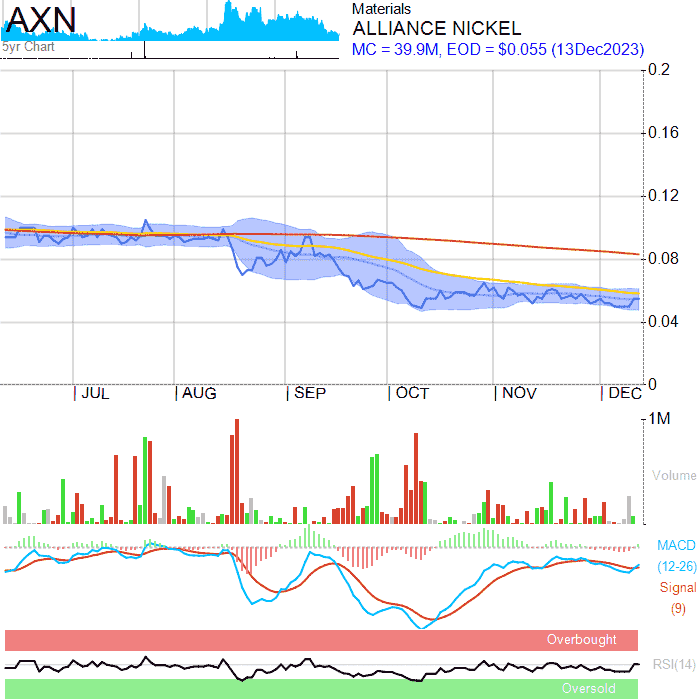 AXN
5yr Chart
Materials
ALLIANCE NICKEL
MC = 39.9M, EOD = $0.055 (13Dec2023)
0.2
0.16
0.12
0.08
0.04
0
JUL
AUG
SEP
OCT
NOV
DEC
1M
Volume
MACD
(12-26)
Signal
(9)
Overbought
RSI(14)
Oversold